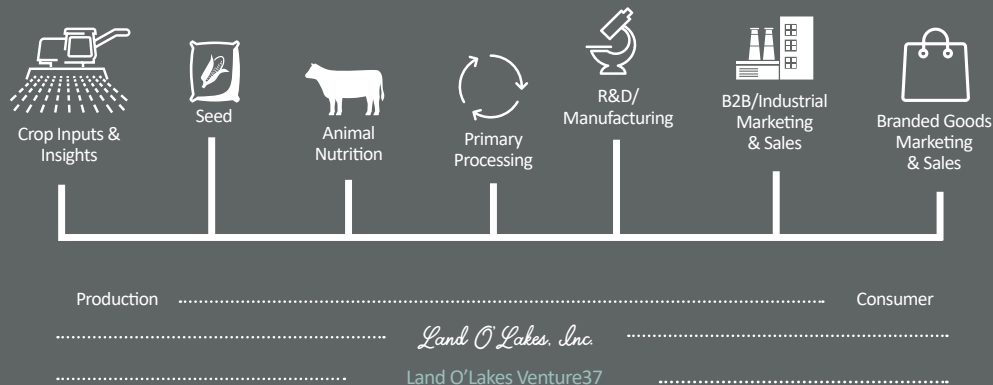 Crop Inputs &
Insights
Seed
Animal
Nutrition
Primary
Processing
R&D/
Manufacturing
B2B/Industrial
Marketing
& Sales
Branded Goods
Marketing
& Sales
Production
Consumer
Land O'Lakes, Inc.
Land O'Lakes Venture37